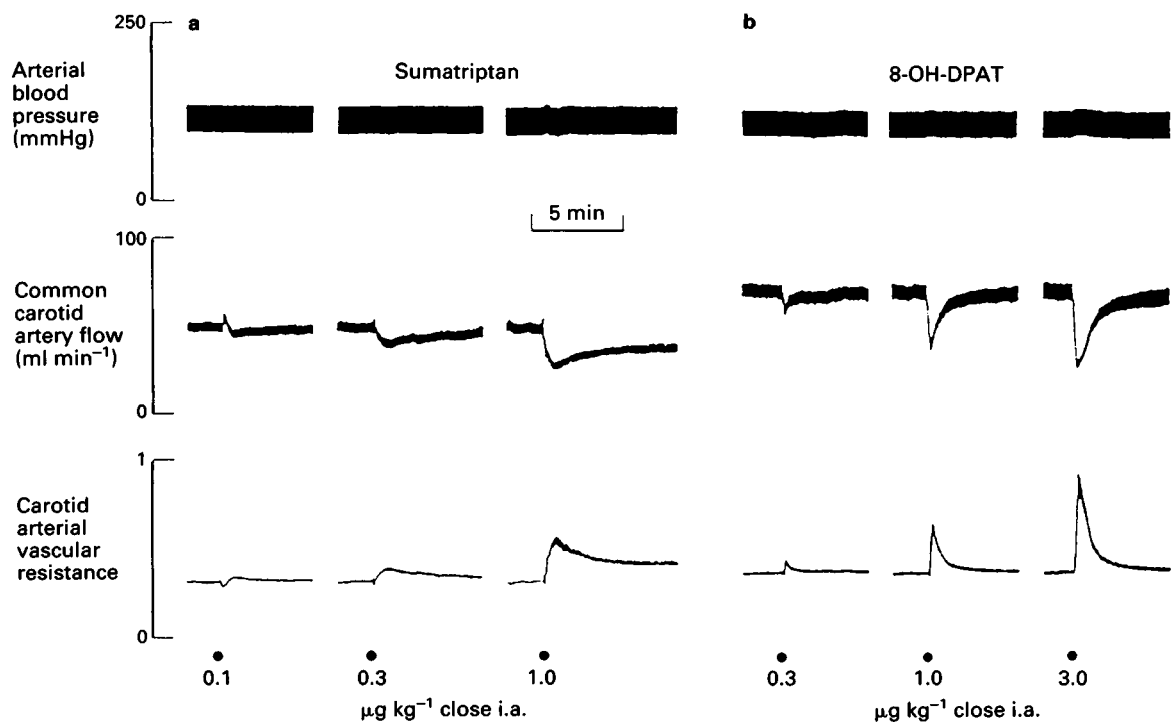 250
a
b
Arterial
blood
pressure
(mmHg)
Sumatriptan
8-OH-DPAT
0
5 min
100
Common
carotid
artery flow
(ml min⁻¹)
0
1
Carotid
arterial
vascular
resistance
0
0.1 0.3 1.0 0.3 1.0 3.0
μg kg⁻¹ close i.a. μg kg⁻¹ close i.a.